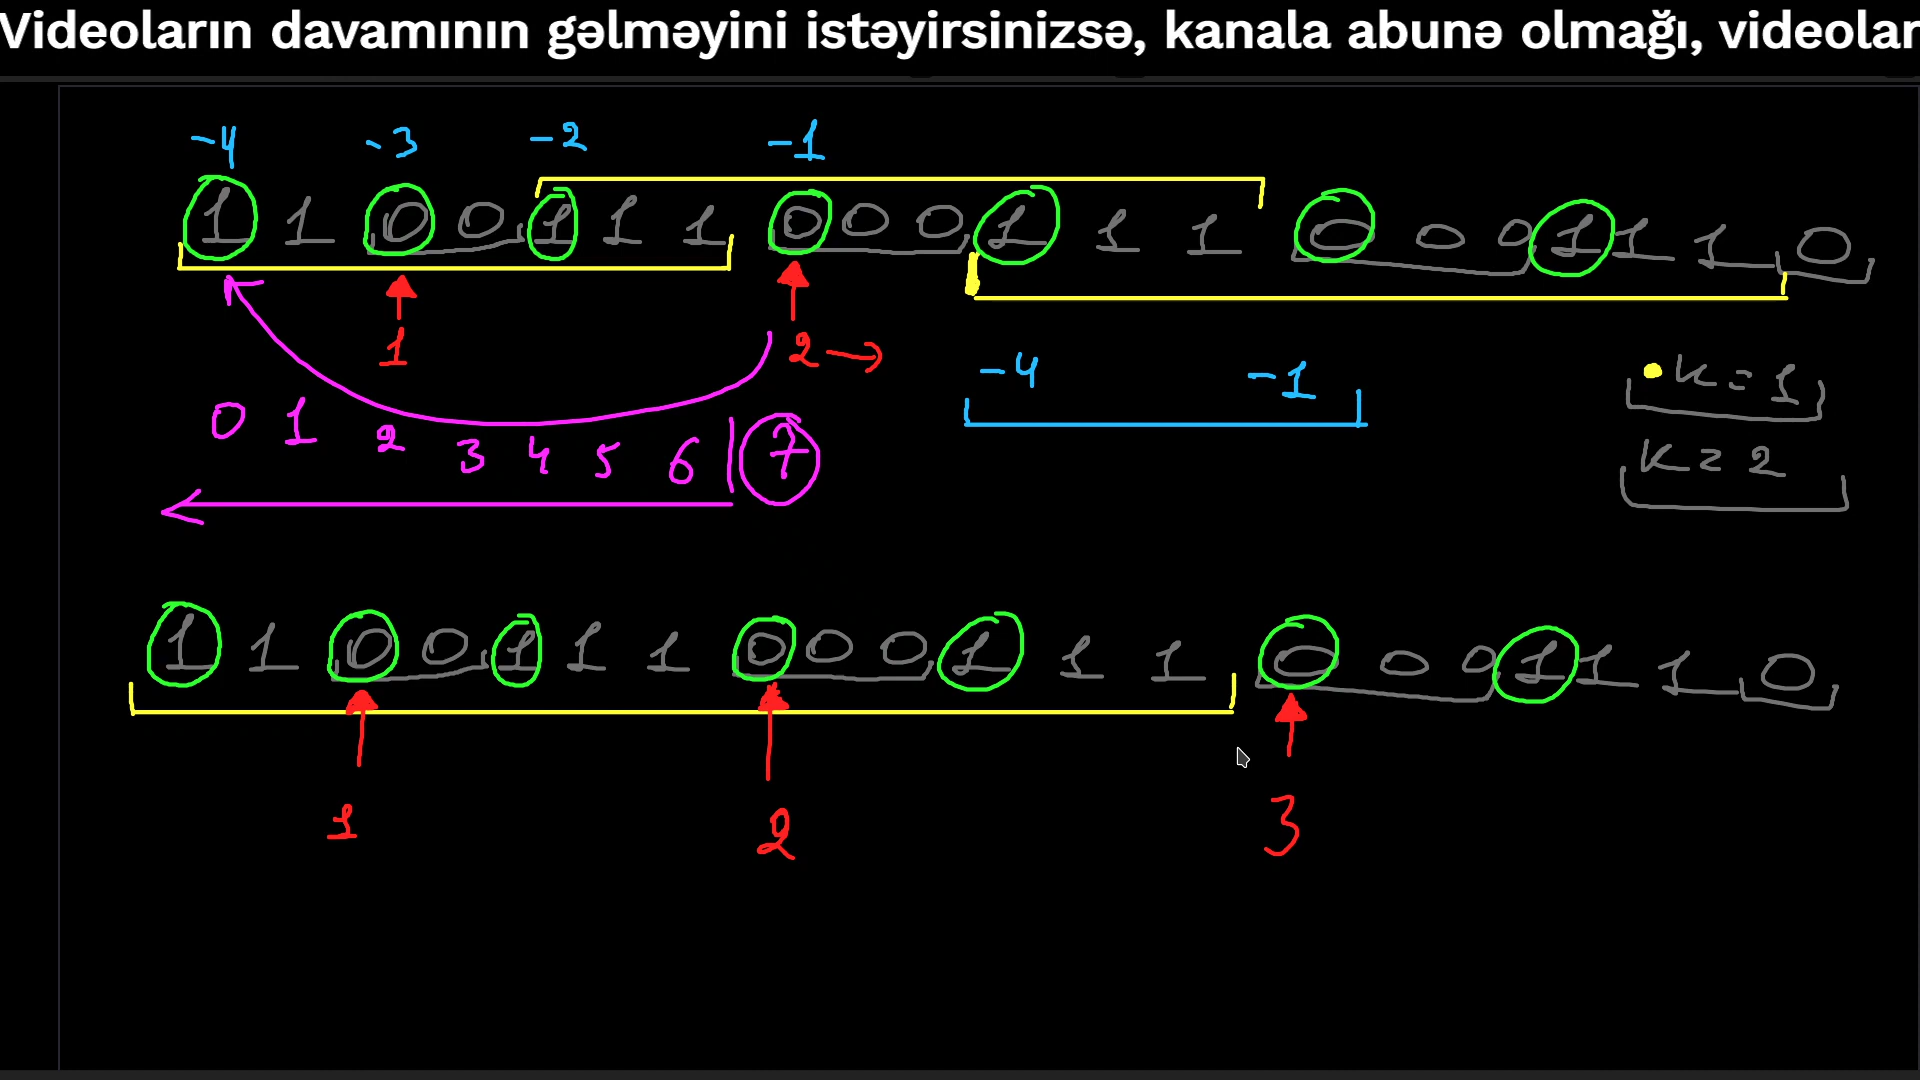 Videoların davamının gəlməyini istəyirsinizsə, kanala abunə olmağı, videolar
-4 -3 -2 -1
1 1 0 0 1 1 1 0 0 0 1 1 1 0 0 0 1 1 1 0
1 2 -4 -1 k = 1
0 1 2 3 4 5 6 7 k = 2
1 1 0 0 1 1 1 0 0 0 1 1 1 0 0 0 1 1 1 0
1 2 3